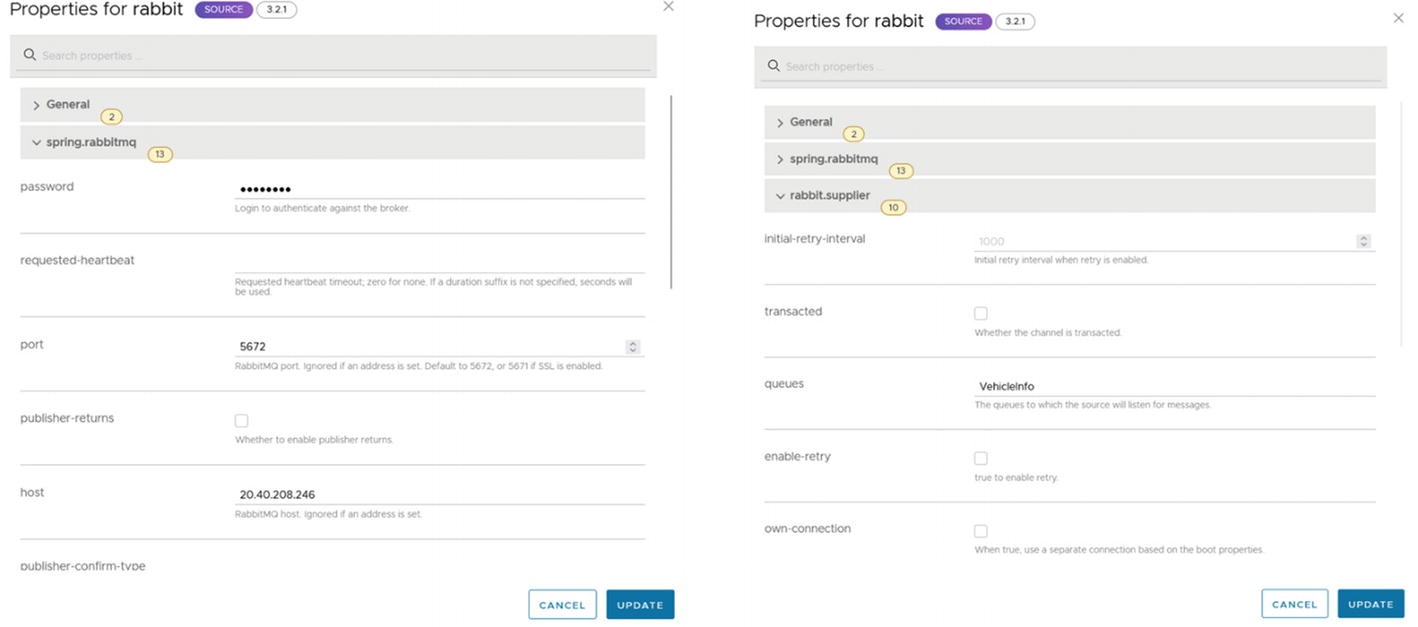 Properties for rabbit SOURCE 3.2.1
Search properties ...
General 2
spring.rabbitmq 13
password ••••••••
Login to authenticate against the broker.
requested-heartbeat
Requested heartbeat timeout; zero for none. If a duration suffix is not specified, seconds will
be used.
port 5672
RabbitMQ port. Ignored if an address is set. Default to 5672, or 5671 if SSL is enabled.
publisher-returns
Whether to enable publisher returns.
host 20.40.208.246
RabbitMQ host. Ignored if an address is set.
publisher-confirm-type
CANCEL UPDATE
Properties for rabbit SOURCE 3.2.1
Search properties ...
General 2
spring.rabbitmq 13
rabbit.supplier 10
initial-retry-interval 1000
Initial retry interval when retry is enabled.
transacted
Whether the channel is transacted.
queues VehicleInfo
The queues to which the source will listen for messages.
enable-retry
true to enable retry.
own-connection
When true, use a separate connection based on the boot properties.
CANCEL UPDATE